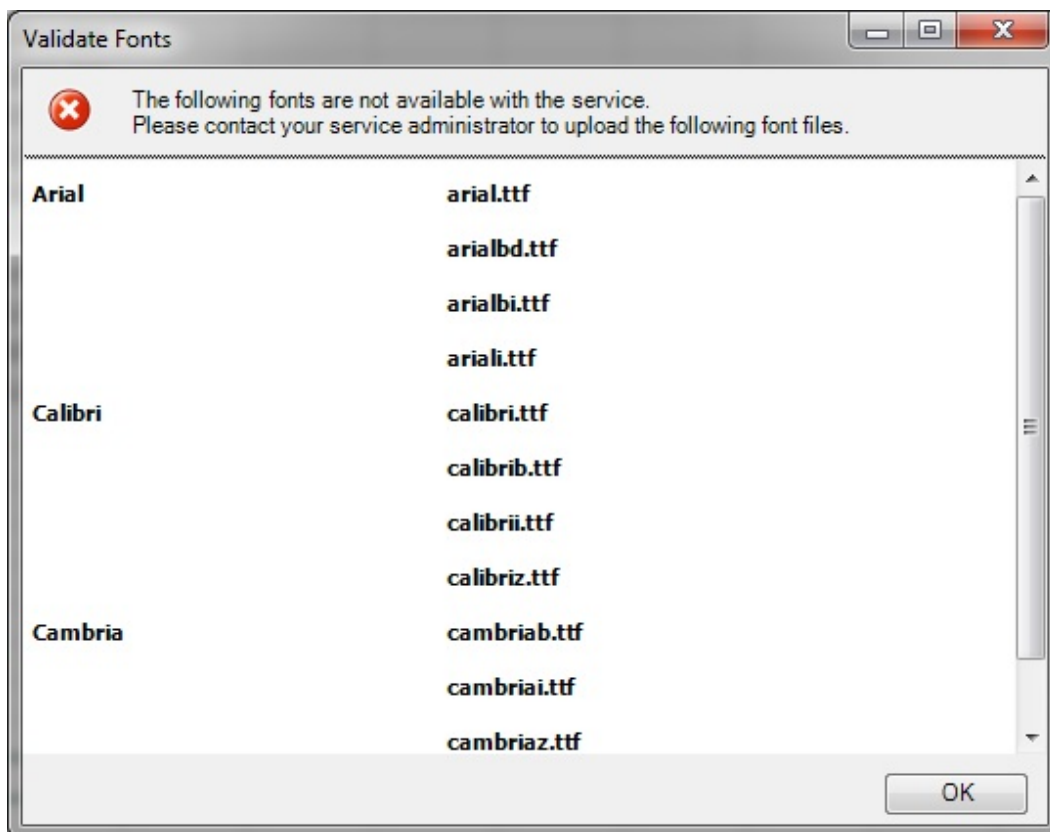 Validate Fonts
The following fonts are not available with the service.
Please contact your service administrator to upload the following font files.
Arial arial.ttf
arialbd.ttf
arialbi.ttf
ariali.ttf
Calibri calibri.ttf
calibrib.ttf
calibrii.ttf
calibriz.ttf
Cambria cambriab.ttf
cambriai.ttf
cambriaz.ttf
OK